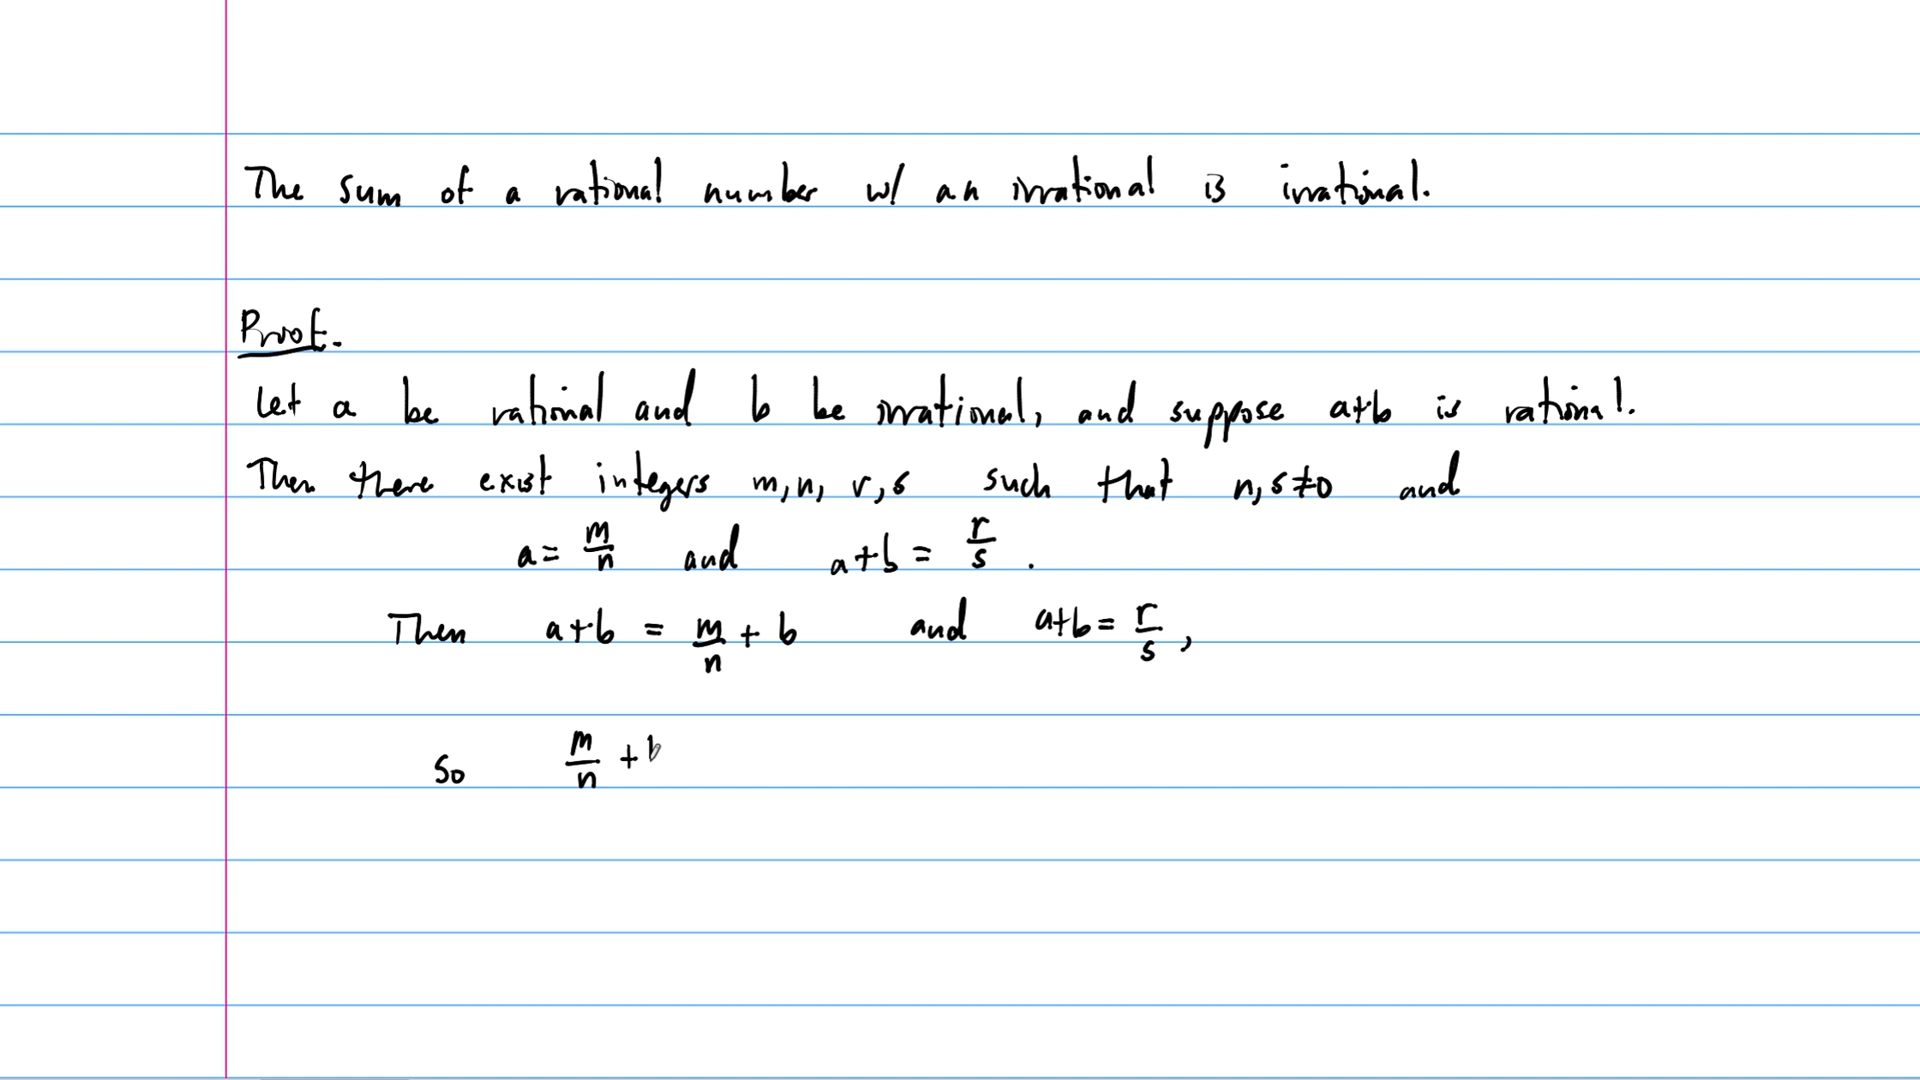 The sum of a rational number w/ an irrational is irrational.
Proof.
Let a be rational and b be irrational, and suppose a+b is rational.
Then there exist integers m, n, r, s such that n, s≠0 and
a = m/n and a+b = r/s .
Then a+b = m/n + b and a+b = r/s ,
So m/n + b